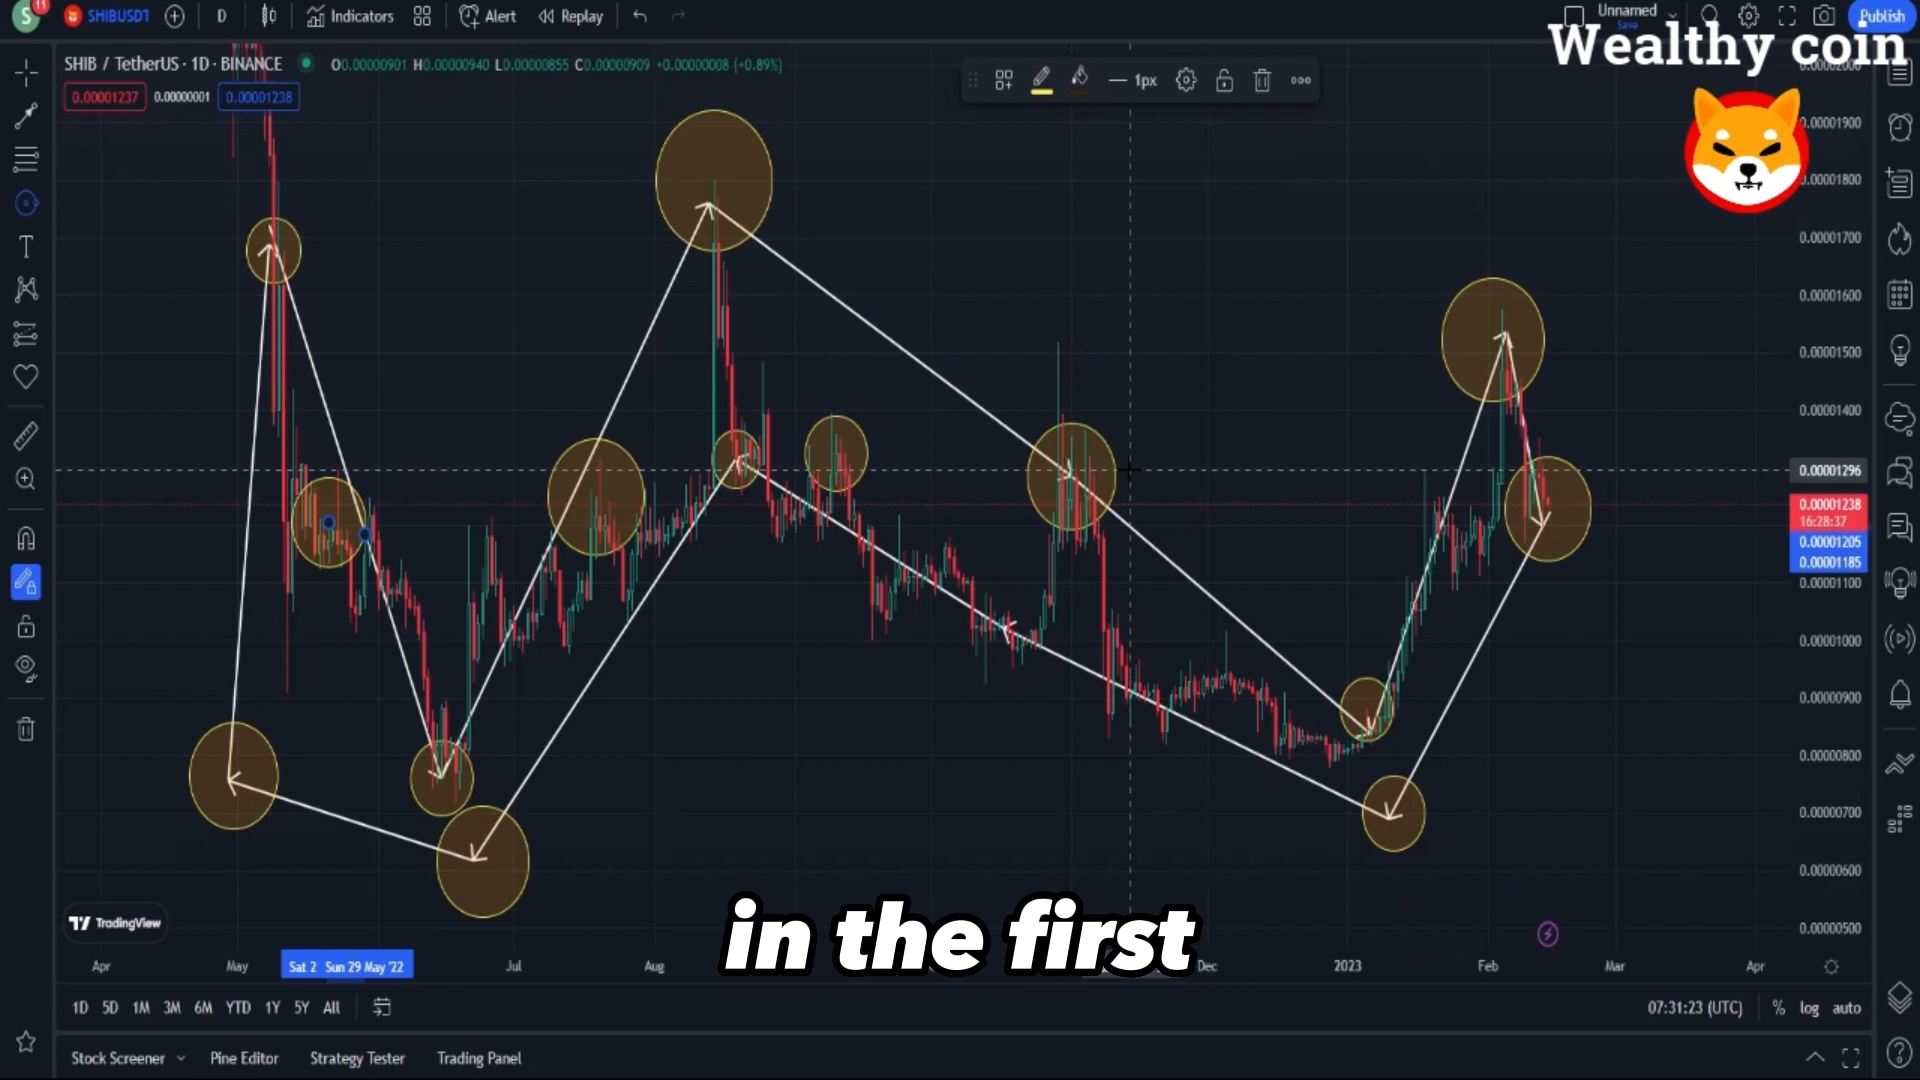 S
11
SHIBUSDT
D
Indicators
Alert
Replay
Unnamed
Save
Publish
Wealthy coin
SHIB / TetherUS · 1D · BINANCE
O0.00000901 H0.00000940 L0.00000855 C0.00000909 +0.00000008 (+0.89%)
0.00001237
0.00000001
0.00001238
1px
0.00001900
0.00001800
0.00001700
0.00001600
0.00001500
0.00001400
0.00001296
0.00001238
16:28:37
0.00001205
0.00001185
0.00001100
0.00001000
0.00000900
0.00000800
0.00000700
0.00000600
0.00000500
TradingView
in the first
Apr
May
Sat 2
Sun 29 May '22
Jul
Aug
Dec
2023
Feb
Mar
Apr
1D 5D 1M 3M 6M YTD 1Y 5Y All
07:31:23 (UTC)
% log auto
Stock Screener
Pine Editor
Strategy Tester
Trading Panel